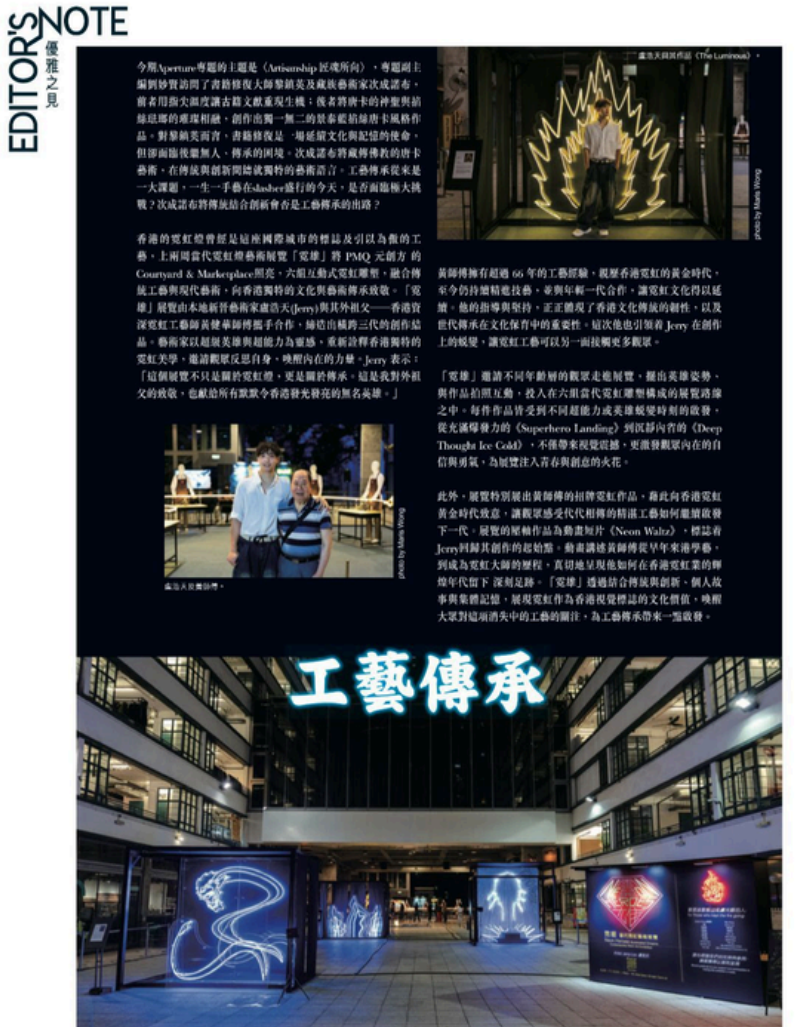 EDITOR'S NOTE
優雅之見
今期Aperture專題的主題是〈Artisanship 匠魂所向〉，專題副主
編劉妙賢訪問了書籍修復大師黎鎮英及藏族藝術家次成諾布，
前者用指尖溫度讓古籍文獻重現生機；後者將唐卡的神聖與掐
絲琺瑯的璀璨相融，創作出獨一無二的景泰藍掐絲唐卡風格作
品。對黎鎮英而言，書籍修復是一場延續文化與記憶的使命，
但卻面臨後繼無人、傳承的困境。次成諾布將藏傳佛教的唐卡
藝術，在傳統與創新間鑄就獨特的藝術語言。工藝傳承從來是
一大課題，一生一手藝在slasher盛行的今天，是否面臨極大挑
戰？次成諾布將傳統結合創新會否是工藝傳承的出路？
香港的霓虹燈曾經是這座國際城市的標誌及引以為傲的工
藝。上兩周當代霓虹燈藝術展覽「霓雄」將 PMQ 元創方的
Courtyard & Marketplace照亮，六組互動式霓虹雕塑，融合傳
統工藝與現代藝術，向香港獨特的文化與藝術傳承致敬。「霓
雄」展覽由本地新晉藝術家盧浩天(Jerry)與其外祖父——香港資
深霓虹工藝師黃健華師傅攜手合作，締造出橫跨三代的創作結
晶。藝術家以超級英雄與超能力為靈感，重新詮釋香港獨特的
霓虹美學，邀請觀眾反思自身，喚醒內在的力量。Jerry 表示：
「這個展覽不只是關於霓虹燈，更是關於傳承。這是我對外祖
父的致敬，也獻給所有默默令香港發光發亮的無名英雄。」
photo by Maris Wong
盧浩天及黃師傅。
盧浩天與其作品《The Luminous》。
photo by Maris Wong
黃師傅擁有超過 66 年的工藝經驗，親歷香港霓虹的黃金時代，
至今仍持續精進技藝，並與年輕一代合作，讓霓虹文化得以延
續。他的指導與堅持，正正體現了香港文化傳統的韌性，以及
世代傳承在文化保育中的重要性。這次他也引領着 Jerry 在創作
上的蛻變，讓霓虹工藝可以另一面接觸更多觀眾。
「霓雄」邀請不同年齡層的觀眾走進展覽，擺出英雄姿勢、
與作品拍照互動，投入在六組當代霓虹雕塑構成的展覽路線
之中。每件作品皆受到不同超能力或英雄蛻變時刻的啟發，
從充滿爆發力的《Superhero Landing》到沉靜內省的《Deep
Thought Ice Cold》，不僅帶來視覺震撼，更激發觀眾內在的自
信與勇氣，為展覽注入青春與創意的火花。
此外，展覽特別展出黃師傅的招牌霓虹作品，藉此向香港霓虹
黃金時代致意，讓觀眾感受代代相傳的精湛工藝如何繼續啟發
下一代。展覽的壓軸作品為動畫短片《Neon Waltz》，標誌着
Jerry回歸其創作的起始點。動畫講述黃師傅從早年來港學藝，
到成為霓虹大師的歷程，真切地呈現他如何在香港霓虹業的輝
煌年代留下 深刻足跡。「霓雄」透過結合傳統與創新、個人故
事與集體記憶，展現霓虹作為香港視覺標誌的文化價值，喚醒
大眾對這項消失中的工藝的關注，為工藝傳承帶來一點啟發。
工藝傳承